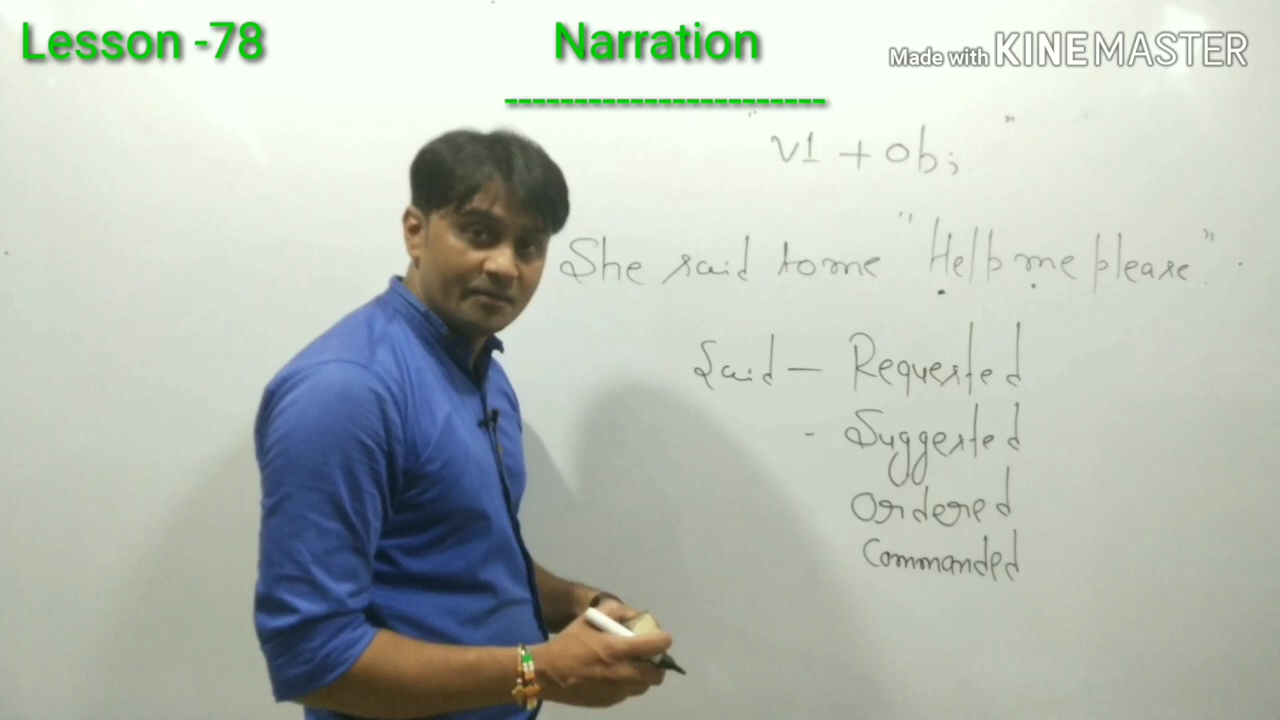 Lesson -78
Narration
Made with KINEMASTER
-----------------------
" V1 + obj "
She said to me "Help me please".
Said — Requested
- Suggested
Ordered
Commanded